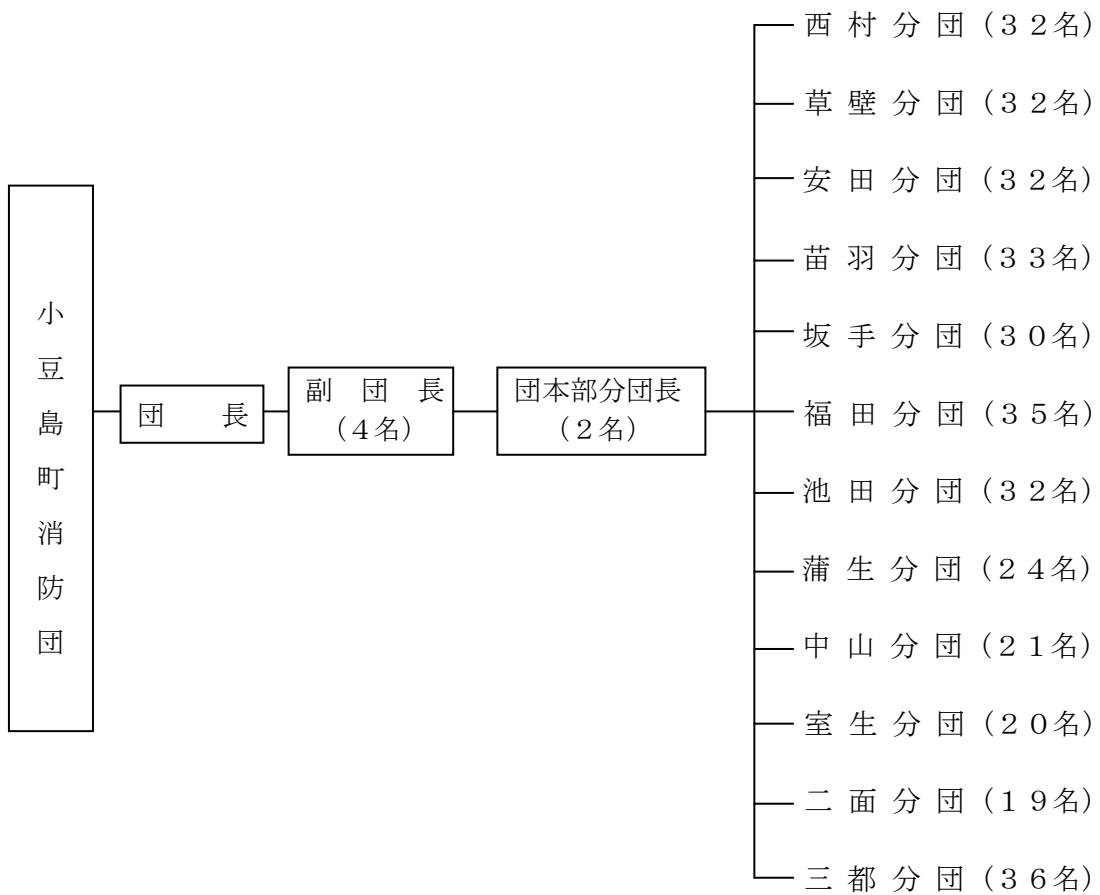 小豆島町消防団
団　　長
副　団　長
（４名）
団本部分団長
（２名）
西 村 分 団（３２名）
草 壁 分 団（３２名）
安 田 分 団（３２名）
苗 羽 分 団（３３名）
坂 手 分 団（３０名）
福 田 分 団（３５名）
池 田 分 団（３２名）
蒲 生 分 団（２４名）
中 山 分 団（２１名）
室 生 分 団（２０名）
二 面 分 団（１９名）
三 都 分 団（３６名）